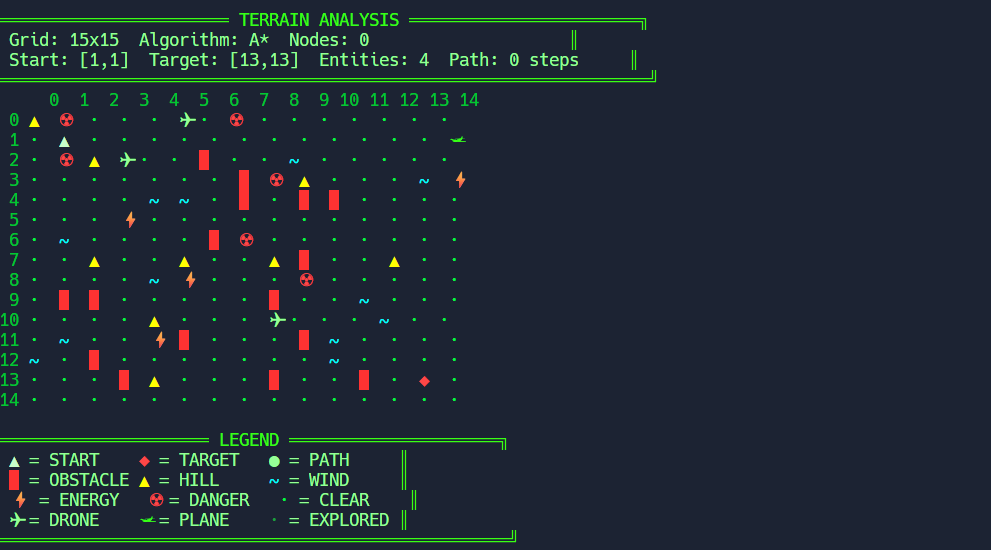 TERRAIN ANALYSIS
Grid: 15x15 Algorithm: A* Nodes: 0
Start: [1,1] Target: [13,13] Entities: 4 Path: 0 steps
0 1 2 3 4 5 6 7 8 9 10 11 12 13 14
0
1
2 ~
3 ~
4 ~ ~
5
6 ~
7
8 ~
9 ~
10 ~
11 ~ ~
12 ~ ~
13
14
LEGEND
▲ = START ◆ = TARGET ● = PATH
█ = OBSTACLE ▲ = HILL ~ = WIND
⚡ = ENERGY ☢ = DANGER · = CLEAR
✈ = DRONE 🛩 = PLANE · = EXPLORED